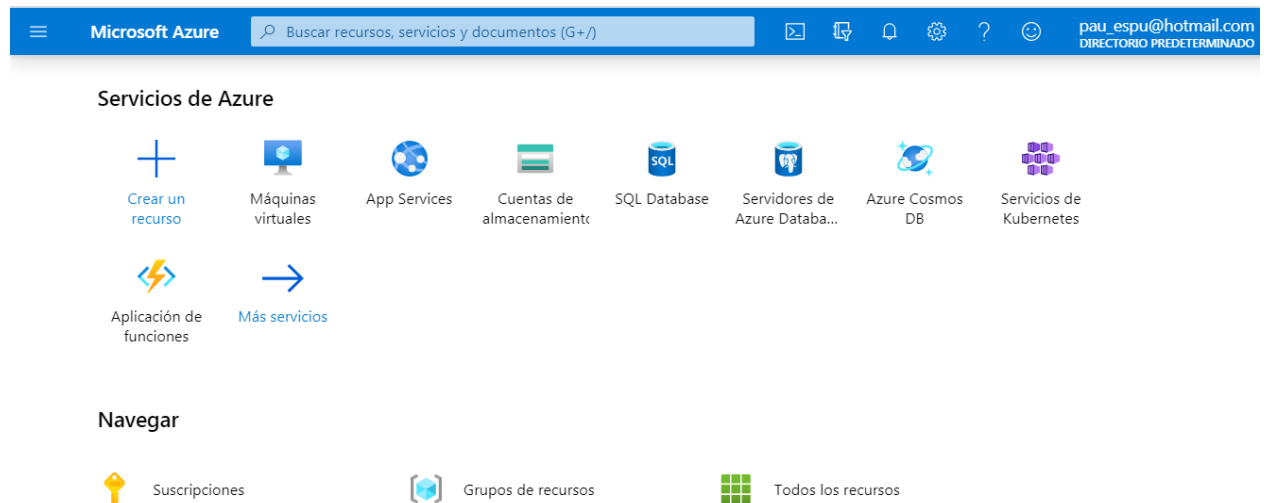 Microsoft Azure
Buscar recursos, servicios y documentos (G+/)
pau_espu@hotmail.com
DIRECTORIO PREDETERMINADO
Servicios de Azure
Crear un
recurso
Máquinas
virtuales
App Services
Cuentas de
almacenamiento
SQL
SQL Database
Servidores de
Azure Databa...
Azure Cosmos
DB
Servicios de
Kubernetes
Aplicación de
funciones
Más servicios
Navegar
Suscripciones
Grupos de recursos
Todos los recursos